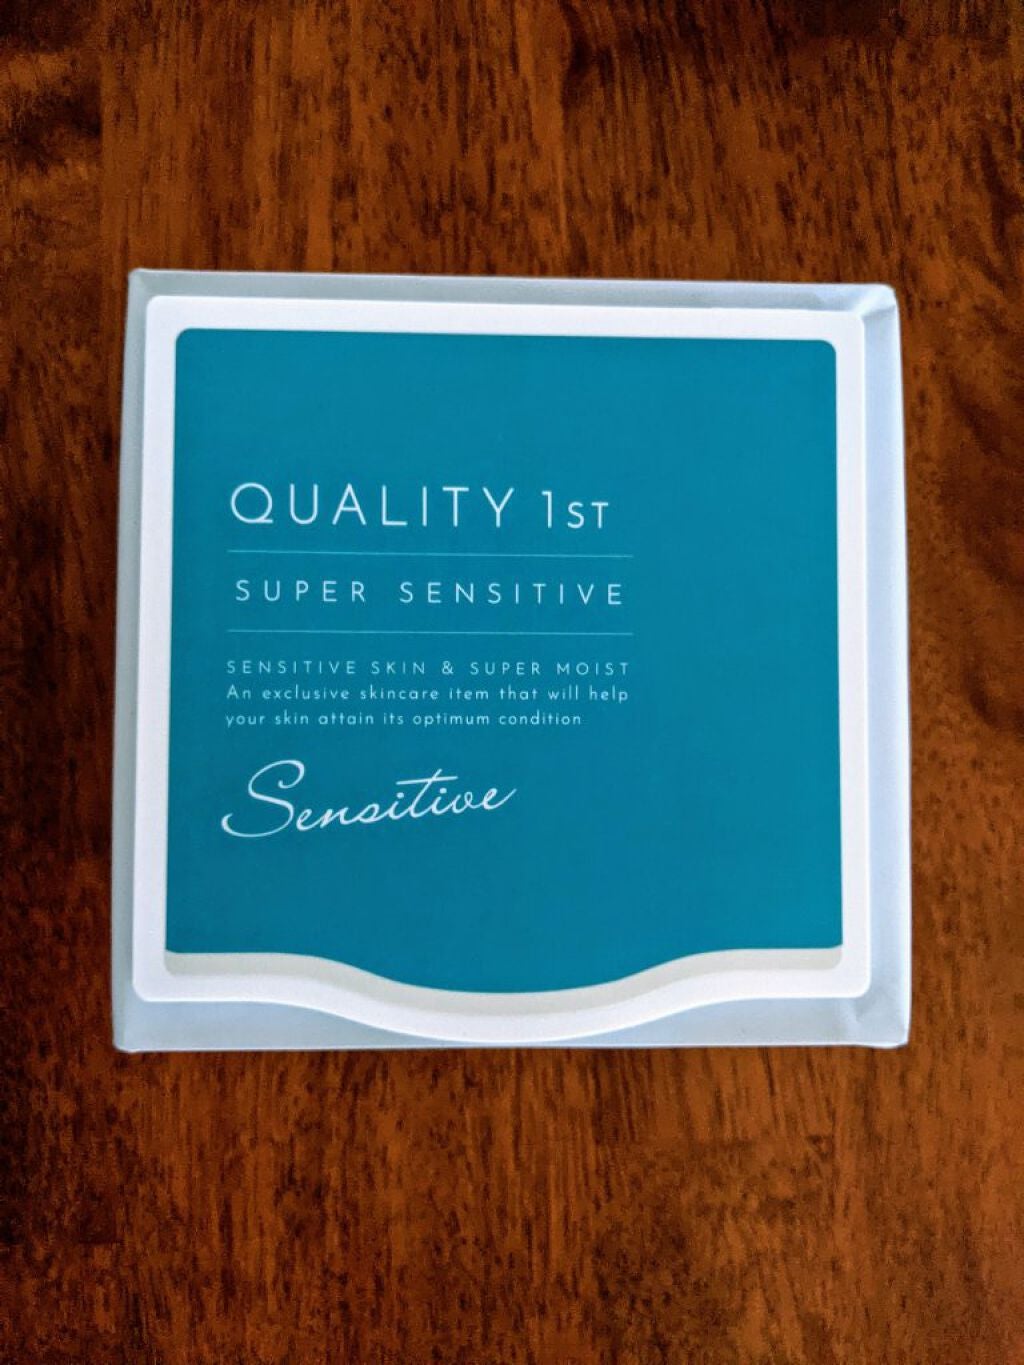 QUALITY 1ST
SUPER SENSITIVE
SENSITIVE SKIN & SUPER MOIST
An exclusive skincare item that will help
your skin attain its optimum condition
Sensitive